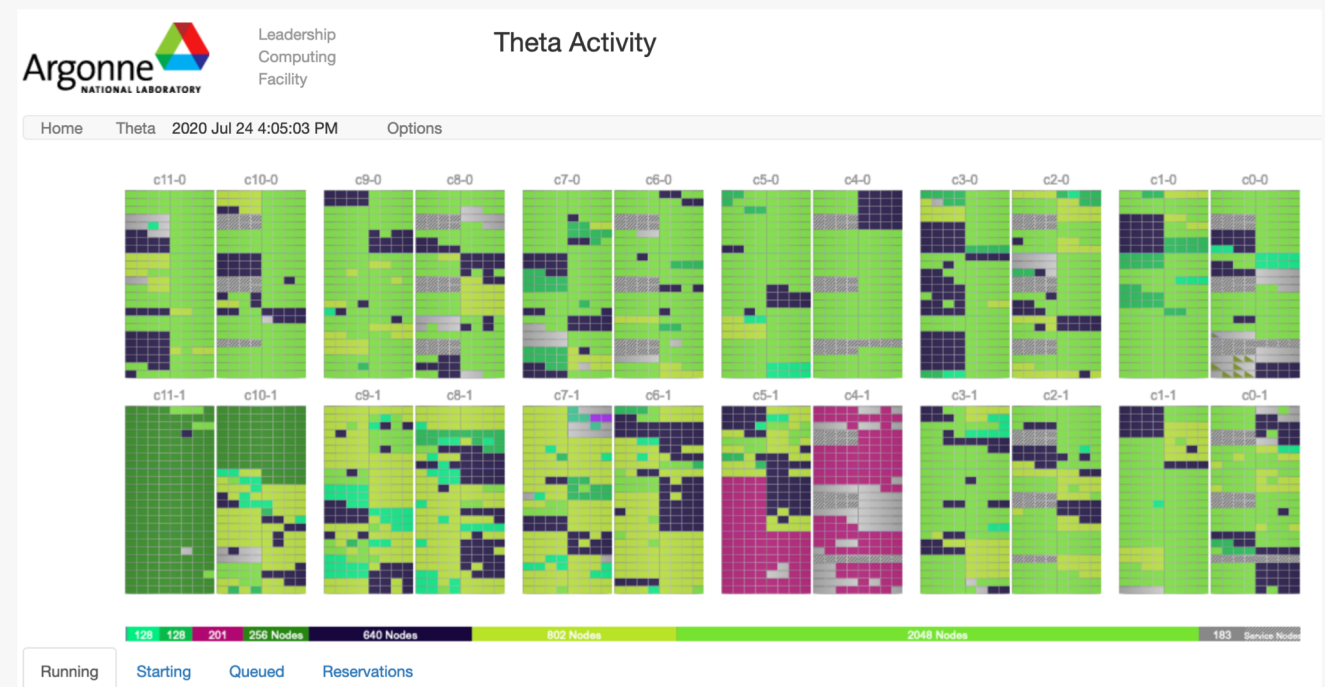 Argonne
NATIONAL LABORATORY
Leadership
Computing
Facility
Theta Activity
Home Theta 2020 Jul 24 4:05:03 PM Options
c11-0 c10-0 c9-0 c8-0 c7-0 c6-0 c5-0 c4-0 c3-0 c2-0 c1-0 c0-0
c11-1 c10-1 c9-1 c8-1 c7-1 c6-1 c5-1 c4-1 c3-1 c2-1 c1-1 c0-1
128 128 201 256 Nodes 640 Nodes 802 Nodes 2048 Nodes 183 Service Nodes
Running Starting Queued Reservations